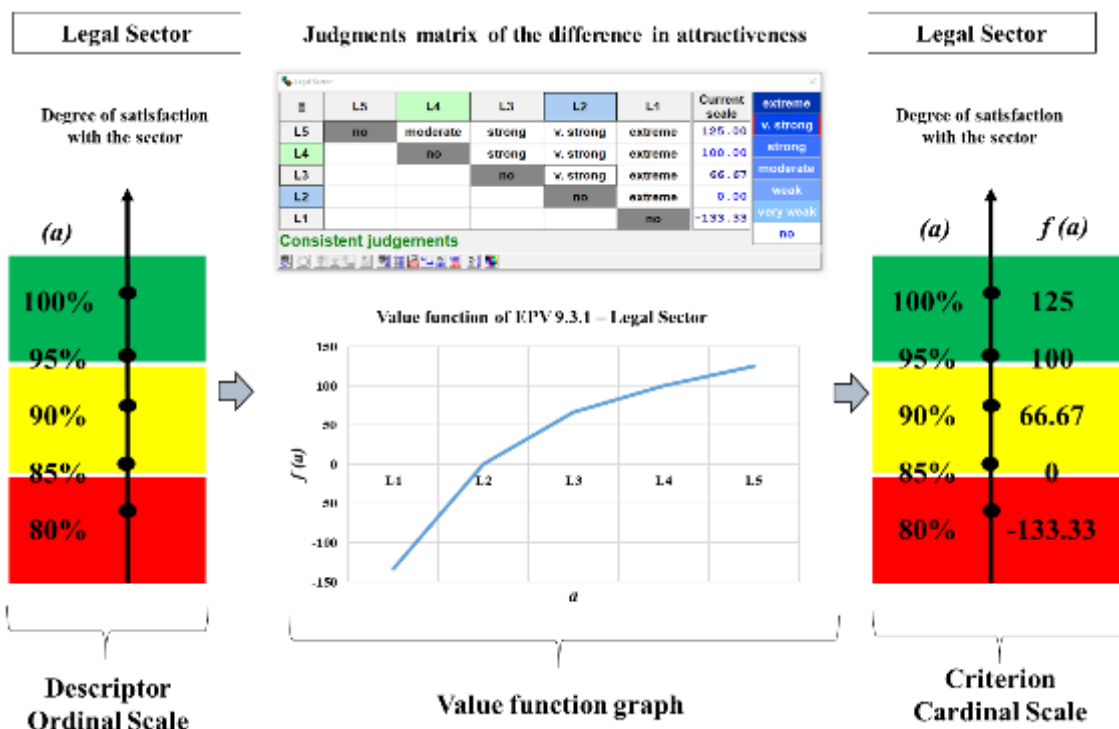 Legal Sector
Judgments matrix of the difference in attractiveness
Legal Sector
Degree of satisfaction
with the sector
Legal Sector
L5 L4 L3 L2 L1 Current scale extreme
L5 no moderate strong v. strong extreme 125.00 v. strong
L4 no strong v. strong extreme 100.00 strong
L3 no v. strong extreme 66.67 moderate
L2 no extreme 0.00 weak
L1 no -133.33 very weak
no
Consistent judgements
Degree of satisfaction
with the sector
(a)
100%
95%
90%
85%
80%
Value function of EPV 9.3.1 – Legal Sector
150
100
50
0
-50
-100
-150
f(a)
L1 L2 L3 L4 L5
a
(a) f(a)
100% 125
95% 100
90% 66.67
85% 0
80% -133.33
Descriptor
Ordinal Scale
Value function graph
Criterion
Cardinal Scale